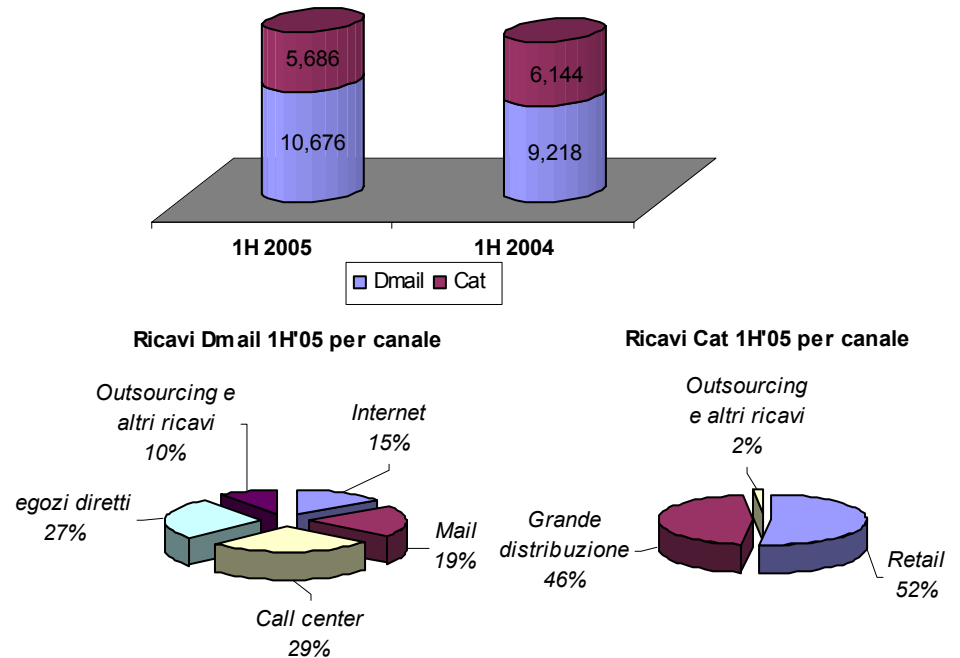 5,686
6,144
10,676
9,218
1H 2005
1H 2004
Dmail
Cat
Ricavi Dmail 1H'05 per canale
Outsourcing e
altri ricavi
10%
Internet
15%
egozi diretti
27%
Mail
19%
Call center
29%
Ricavi Cat 1H'05 per canale
Outsourcing
e altri ricavi
2%
Grande
distribuzione
46%
Retail
52%